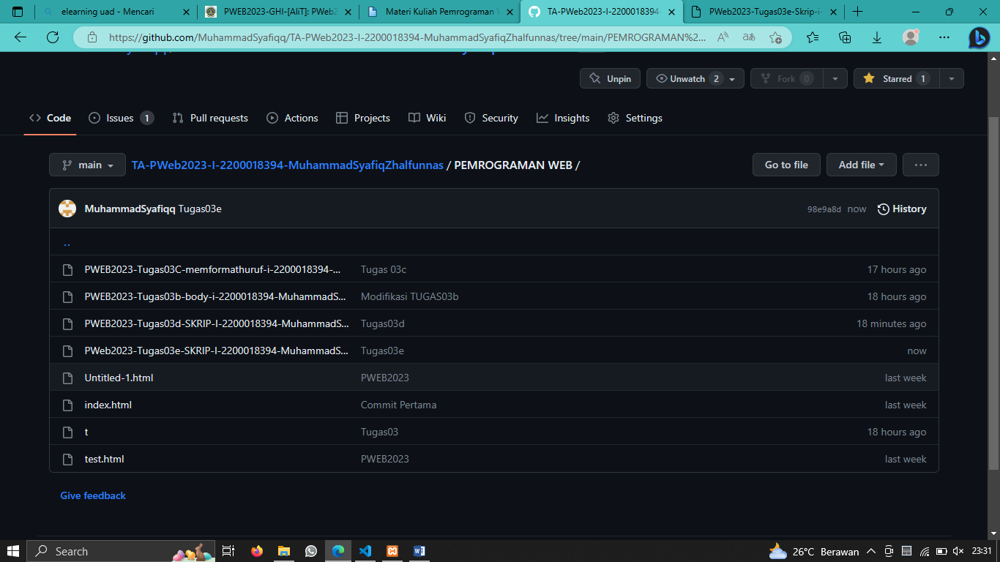 elearning uad - Mencari
PWEB2023-GHI-[AliT]: PWeb2
Materi Kuliah Pemrograman
TA-PWeb2023-I-2200018394-
PWeb2023-Tugas03e-Skrip-i-
https://github.com/MuhammadSyafiqq/TA-PWeb2023-I-2200018394-MuhammadSyafiqZhalfunnas/tree/main/PEMROGRAMAN%2...
Unpin
Unwatch 2
Fork 0
Starred 1
Code
Issues 1
Pull requests
Actions
Projects
Wiki
Security
Insights
Settings
main
TA-PWeb2023-I-2200018394-MuhammadSyafiqZhalfunnas / PEMROGRAMAN WEB /
Go to file
Add file
...
MuhammadSyafiqq Tugas03e
98e9a8d now
History
..
PWEB2023-Tugas03C-memformathuruf-i-2200018394-... Tugas 03c 17 hours ago
PWEB2023-Tugas03b-body-i-2200018394-MuhammadS... Modifikasi TUGAS03b 18 hours ago
PWEB2023-Tugas03d-SKRIP-I-2200018394-MuhammadS... Tugas03d 18 minutes ago
PWeb2023-Tugas03e-SKRIP-I-2200018394-MuhammadS... Tugas03e now
Untitled-1.html PWEB2023 last week
index.html Commit Pertama last week
t Tugas03 18 hours ago
test.html PWEB2023 last week
Give feedback
Search
26°C Berawan
23:31